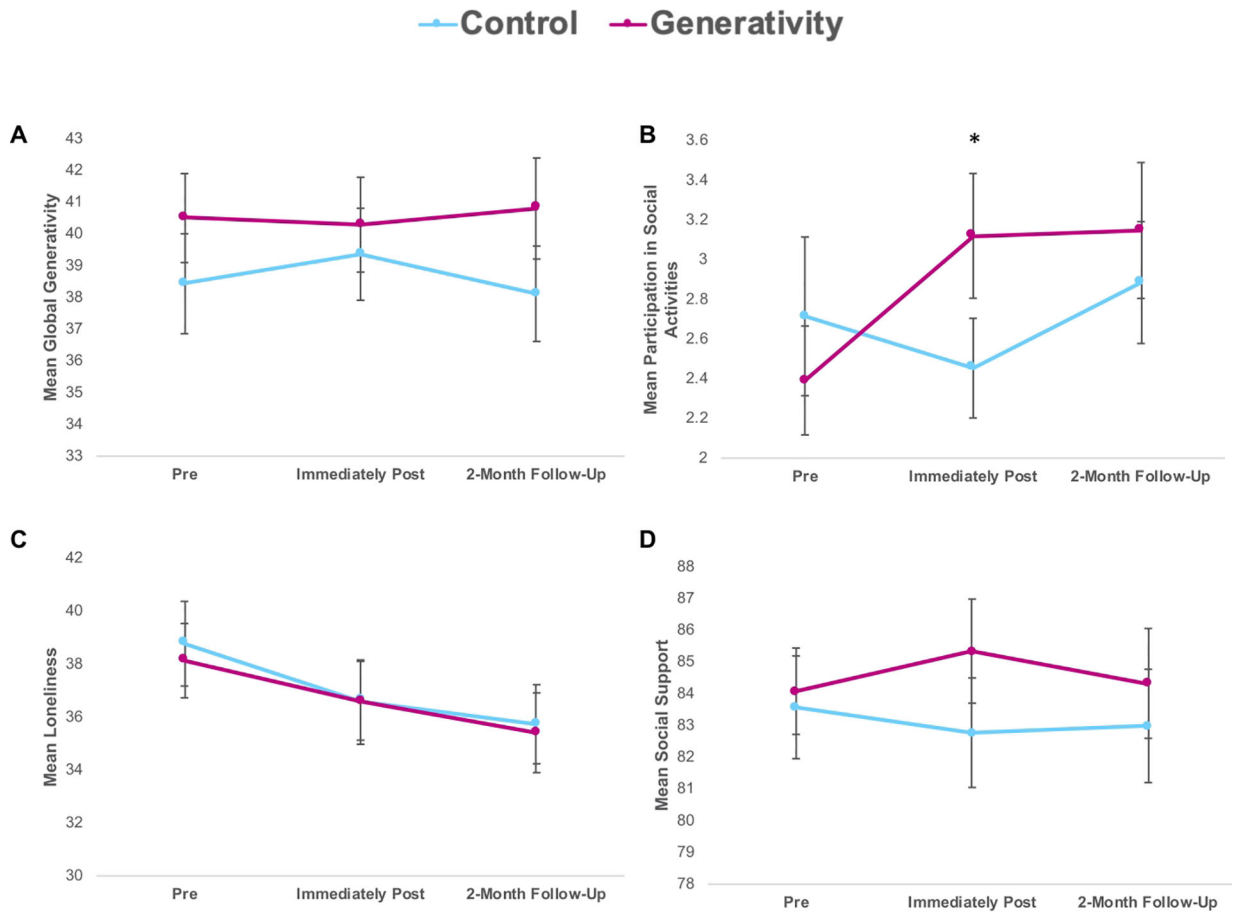 Control Generativity
A
Mean Global Generativity
43
42
41
40
39
38
37
36
35
34
33
Pre Immediately Post 2-Month Follow-Up
B
Mean Participation in Social
Activities
*
3.6
3.4
3.2
3
2.8
2.6
2.4
2.2
2
Pre Immediately Post 2-Month Follow-Up
C
Mean Loneliness
42
40
38
36
34
32
30
Pre Immediately Post 2-Month Follow-Up
D
Mean Social Support
88
87
86
85
84
83
82
81
80
79
78
Pre Immediately Post 2-Month Follow-Up